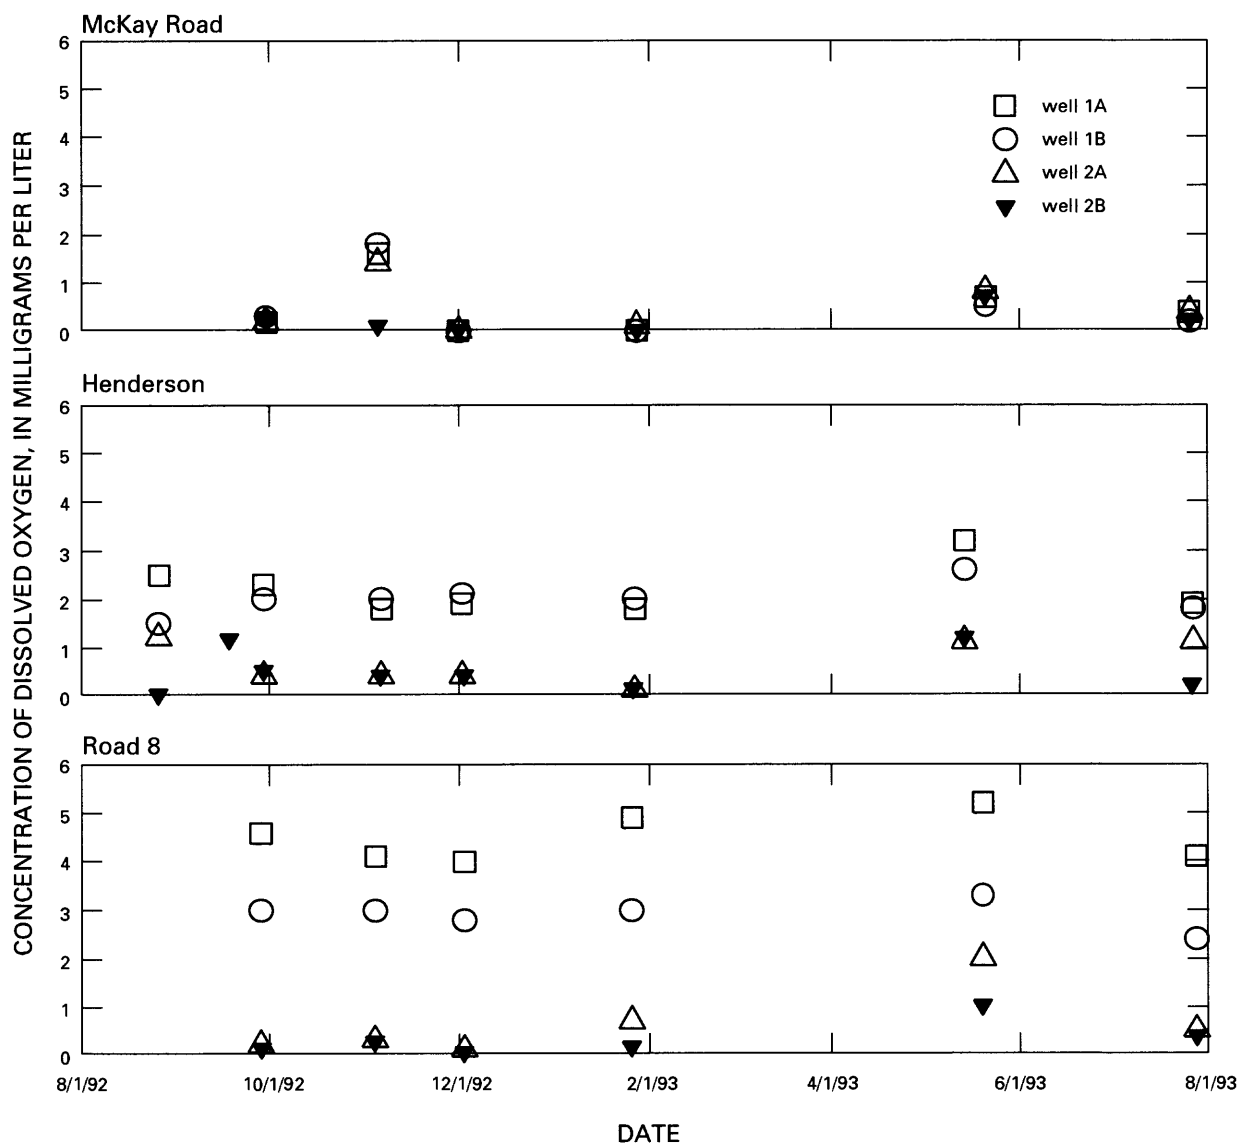 McKay Road
6
5
4
3
2
1
0
well 1A
well 1B
well 2A
well 2B
Henderson
6
5
4
3
2
1
0
Road 8
6
5
4
3
2
1
0
8/1/92 10/1/92 12/1/92 2/1/93 4/1/93 6/1/93 8/1/93
DATE
CONCENTRATION OF DISSOLVED OXYGEN, IN MILLIGRAMS PER LITER